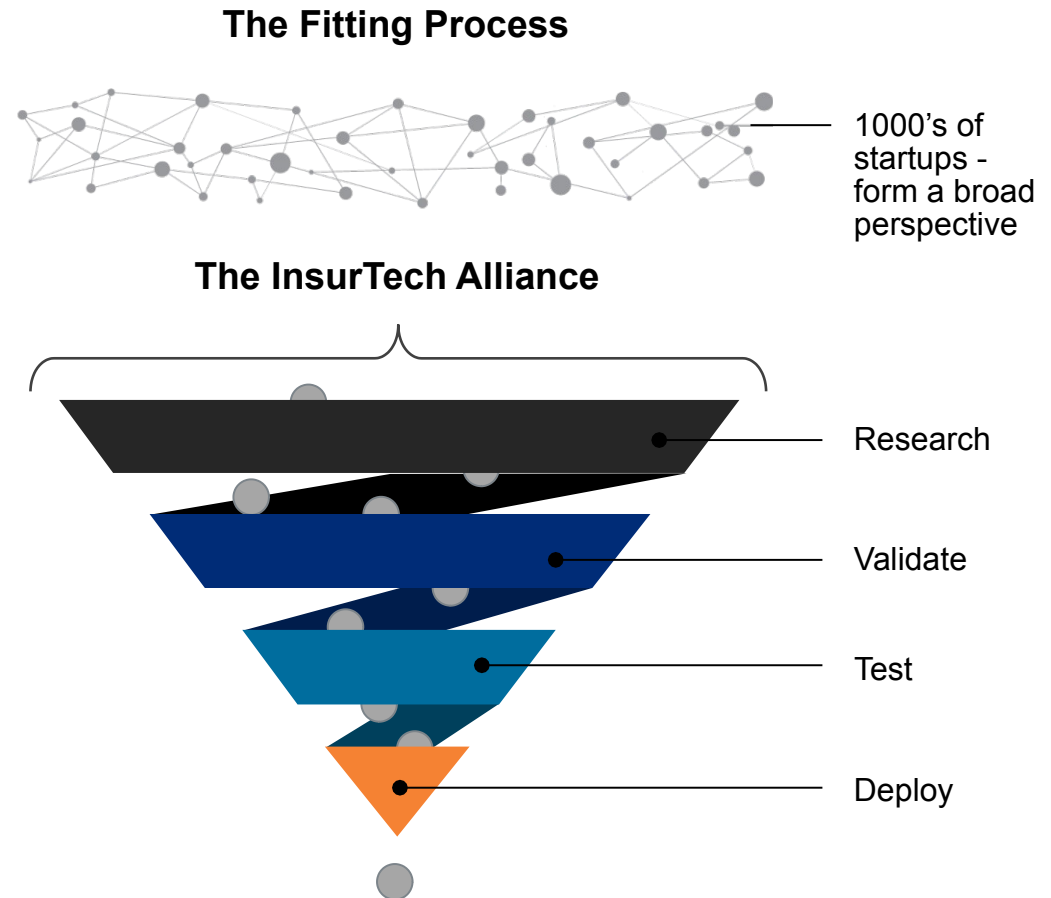 The Fitting Process
1000’s of
startups -
form a broad
perspective
The InsurTech Alliance
Research
Validate
Test
Deploy